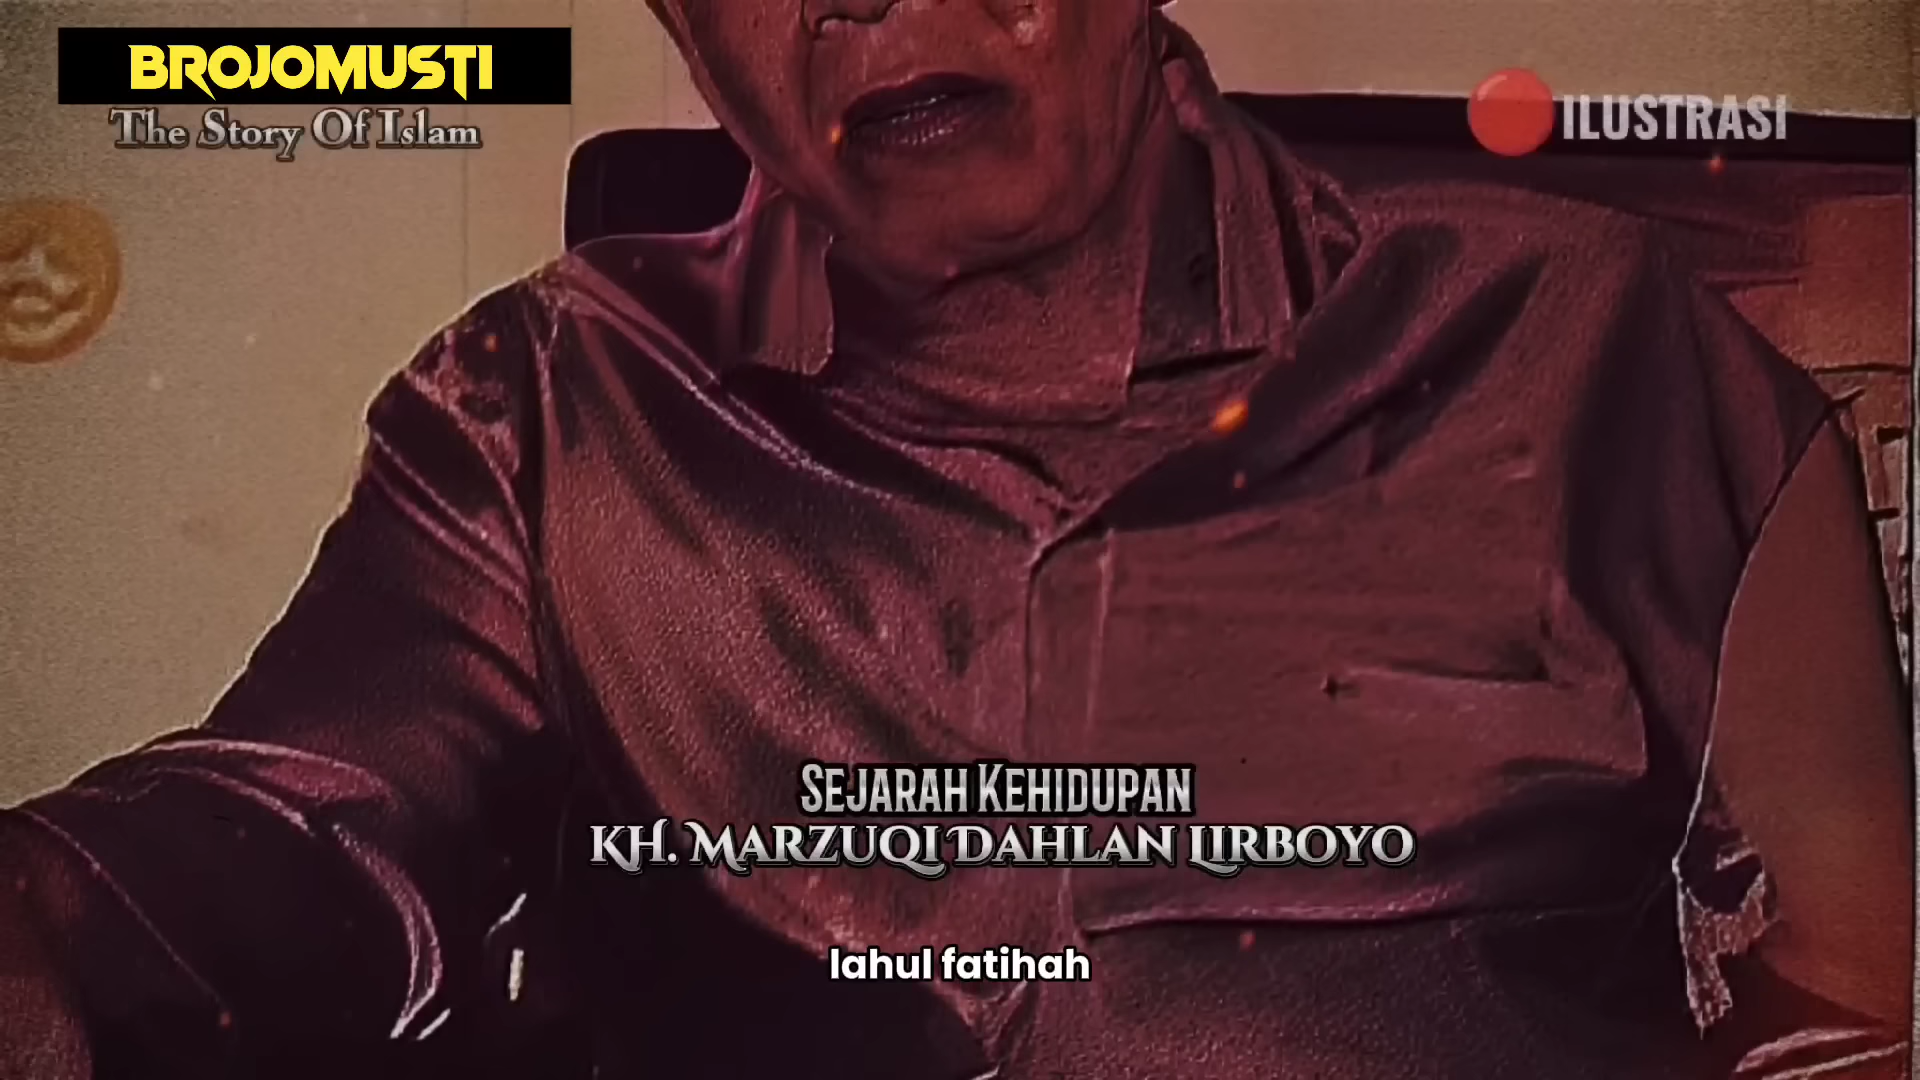 BROJOMUSTI
The Story Of Islam
ILUSTRASI
SEJARAH KEHIDUPAN
KH. MARZUQI DAHLAN LIRBOYO
lahul fatihah